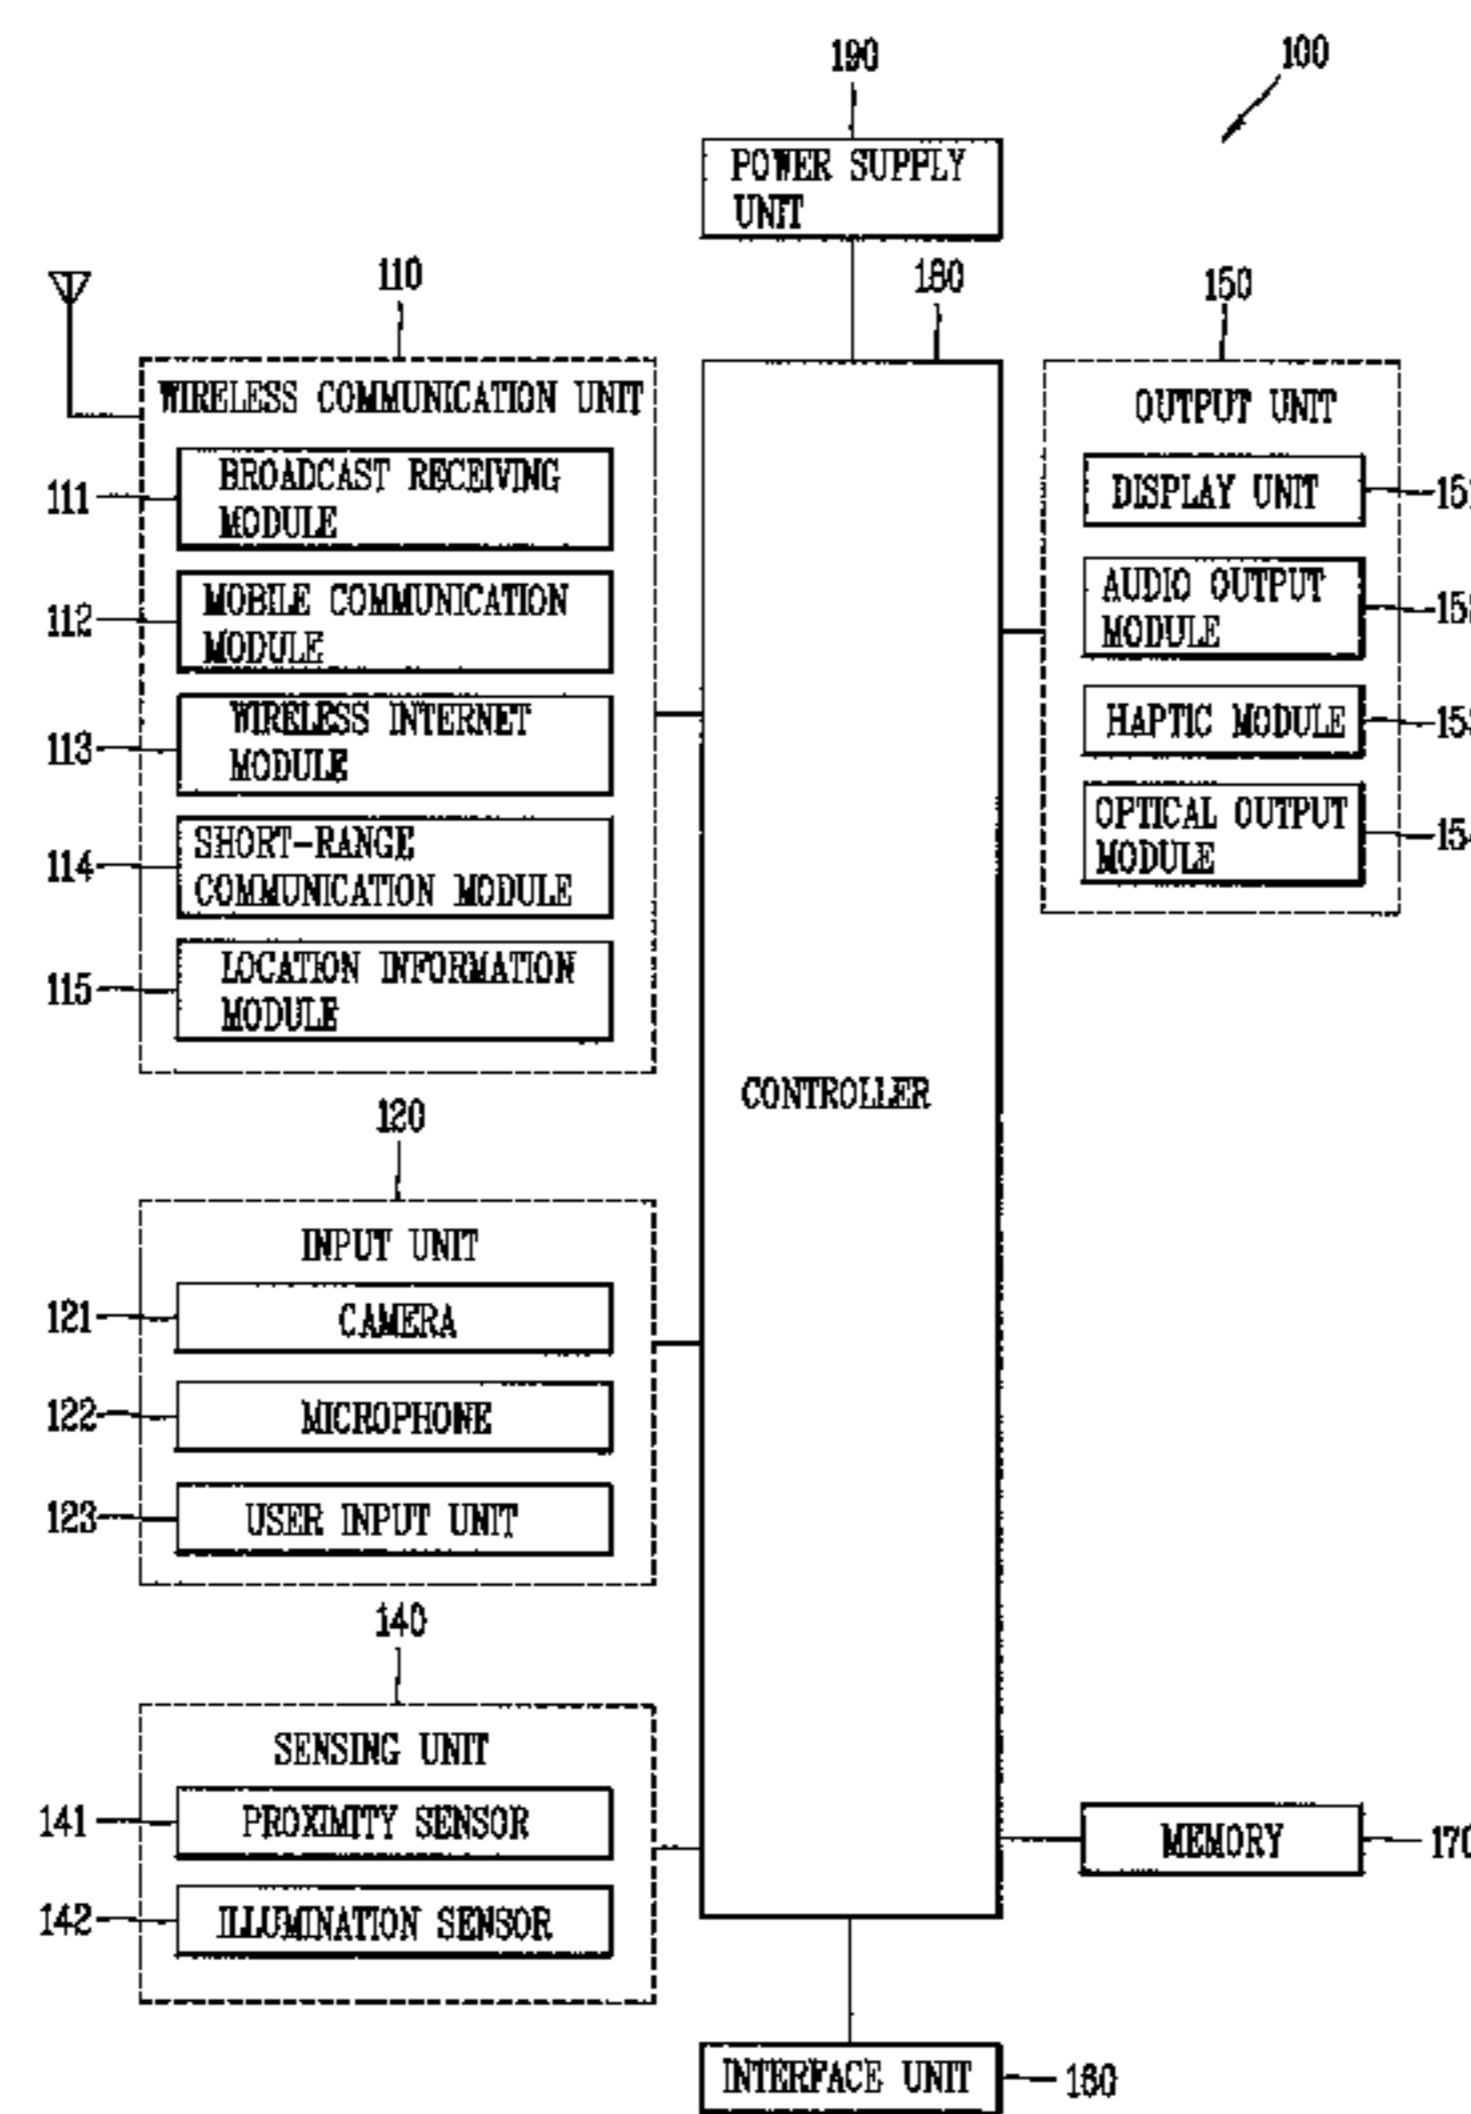 190
100
POWER SUPPLY
UNIT
110
180
150
WIRELESS COMMUNICATION UNIT
111
BROADCAST RECEIVING
MODULE
112
MOBILE COMMUNICATION
MODULE
113
WIRELESS INTERNET
MODULE
114
SHORT-RANGE
COMMUNICATION MODULE
115
LOCATION INFORMATION
MODULE
OUTPUT UNIT
DISPLAY UNIT
151
AUDIO OUTPUT
MODULE
HAPTIC MODULE
OPTICAL OUTPUT
MODULE
154
CONTROLLER
120
INPUT UNIT
121
CAMERA
122
MICROPHONE
123
USER INPUT UNIT
140
SENSING UNIT
141
PROXIMITY SENSOR
142
ILLUMINATION SENSOR
MEMORY
170
INTERFACE UNIT
160